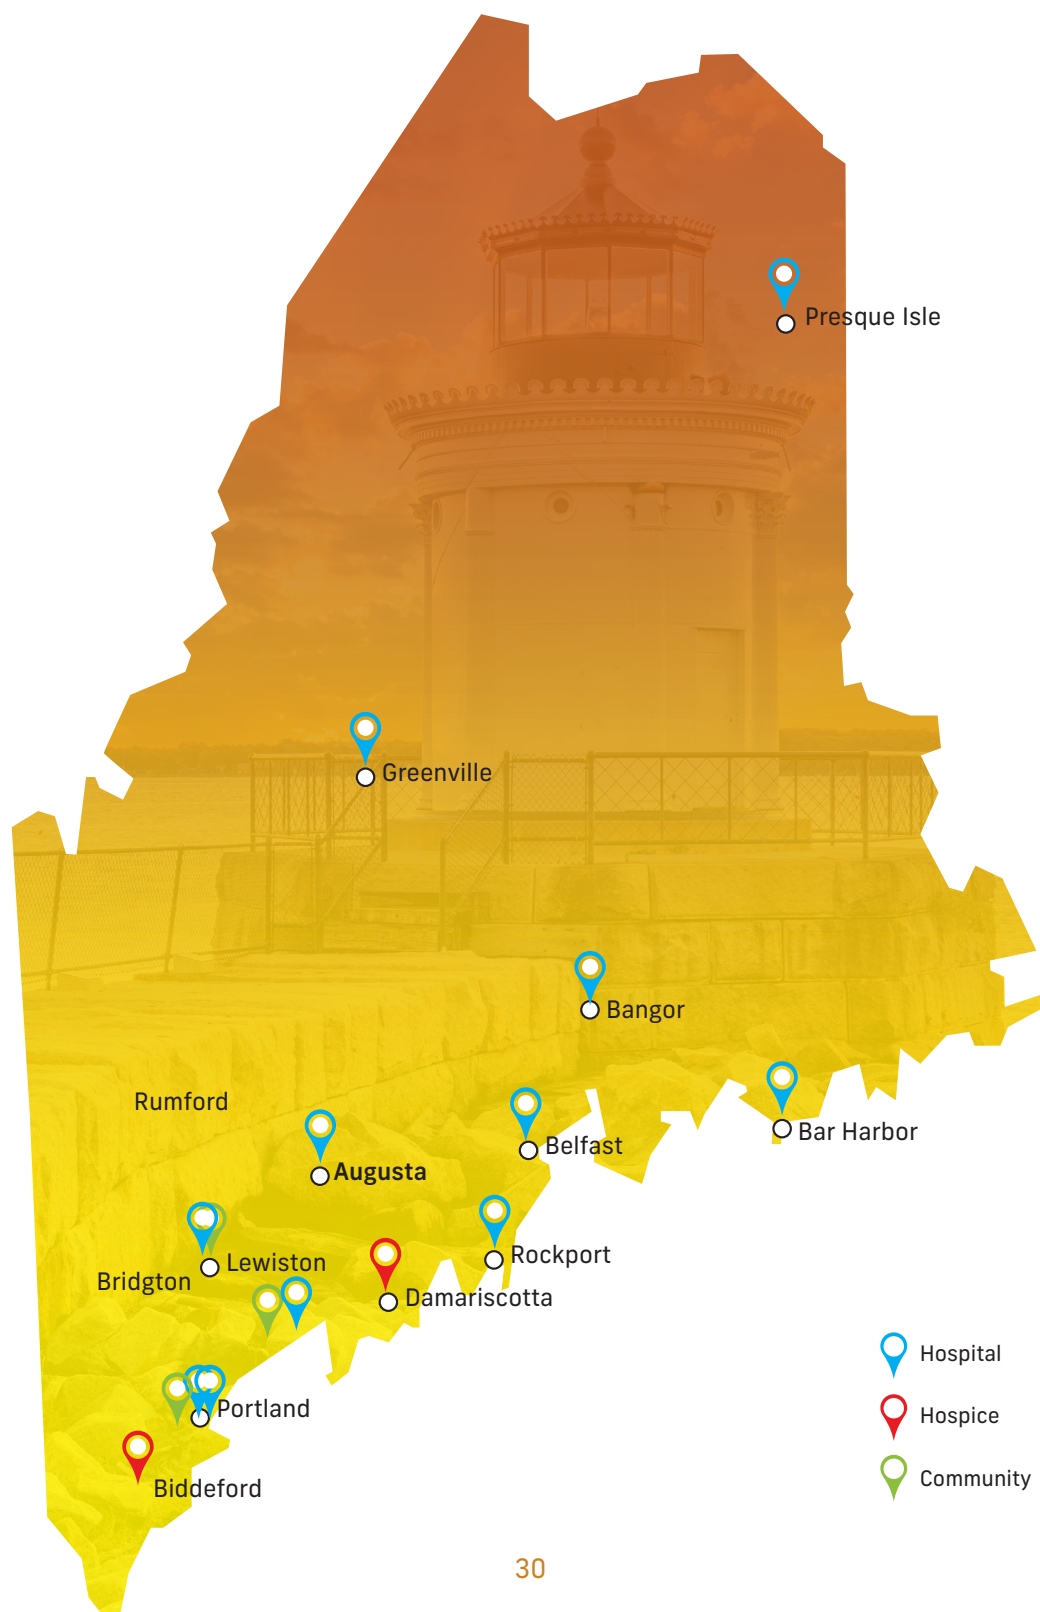 Presque Isle
Greenville
Bangor
Rumford
Bar Harbor
Belfast
Augusta
Rockport
Lewiston
Bridgton
Damariscotta
Hospital
Portland
Hospice
Community
Biddeford
30